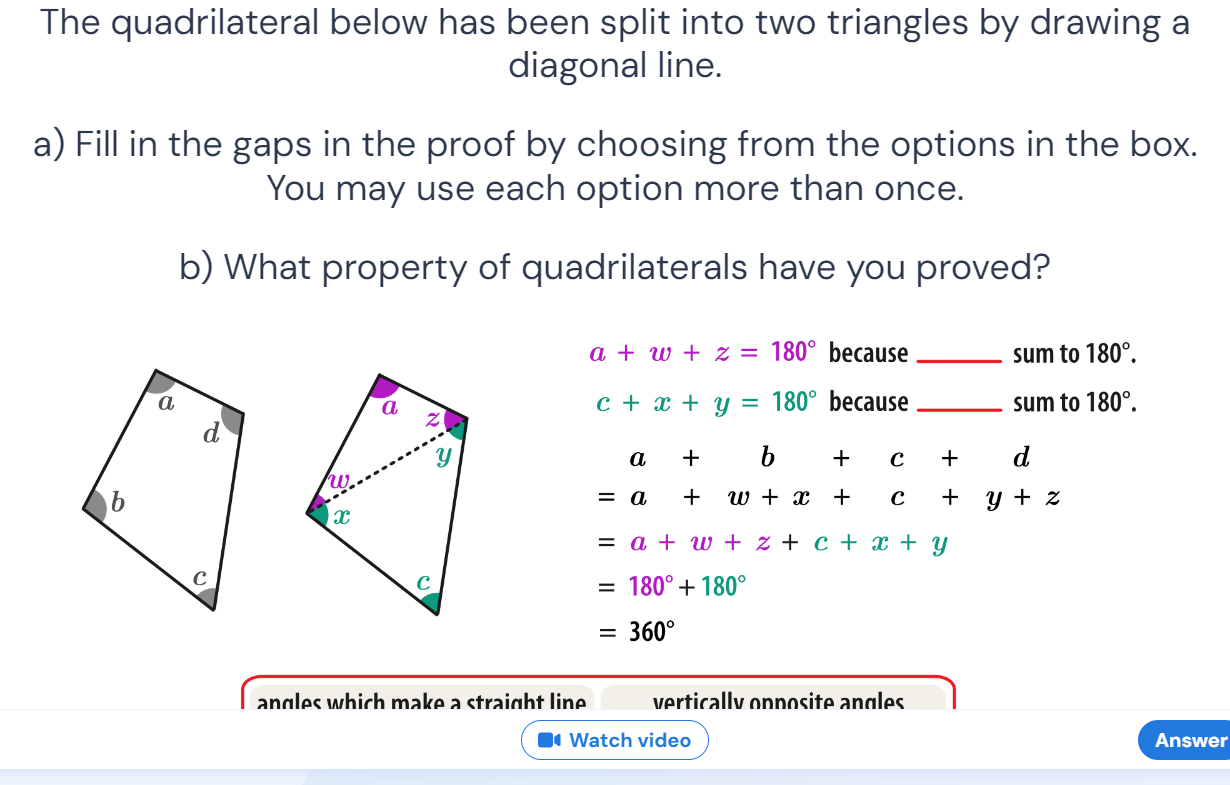 The quadrilateral below has been split into two triangles by drawing a
diagonal line.
a) Fill in the gaps in the proof by choosing from the options in the box.
You may use each option more than once.
b) What property of quadrilaterals have you proved?
a + w + z = 180° because ______ sum to 180°.
c + x + y = 180° because ______ sum to 180°.
a + b + c + d
= a + w + x + c + y + z
= a + w + z + c + x + y
= 180° + 180°
= 360°
a
d
b
c
a
z
y
w
x
c
angles which make a straight line
vertically opposite angles
Watch video
Answer